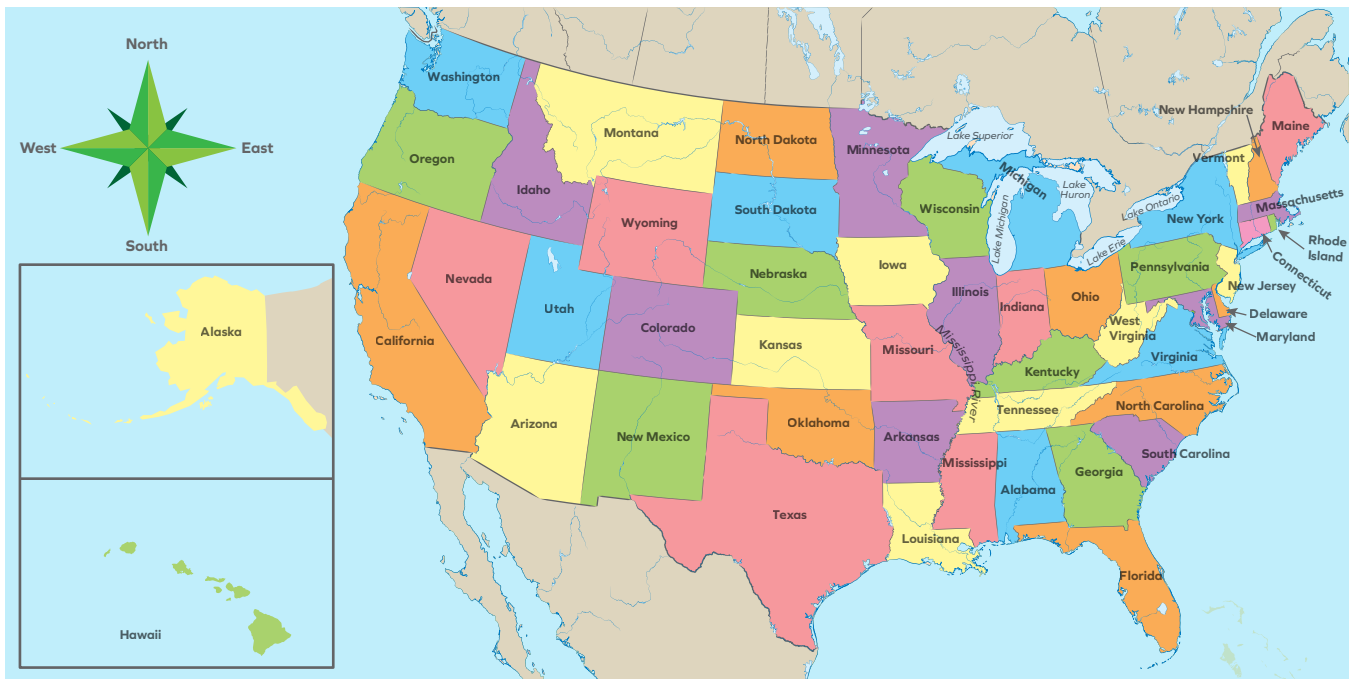 North
West
East
South
Alaska
Hawaii
Washington
Oregon
Idaho
Montana
North Dakota
Minnesota
Lake Superior
Michigan
Lake
Huron
Lake Michigan
Lake Ontario
Lake Erie
New Hampshire
Vermont
Maine
Massachusetts
Rhode
Island
Connecticut
New York
Wyoming
South Dakota
Wisconsin
Nevada
Utah
Nebraska
Iowa
Illinois
Indiana
Ohio
Pennsylvania
New Jersey
Delaware
Maryland
California
Colorado
Kansas
Missouri
Mississippi River
Kentucky
West
Virginia
Virginia
Arizona
New Mexico
Oklahoma
Arkansas
Tennessee
North Carolina
South Carolina
Texas
Louisiana
Mississippi
Alabama
Georgia
Florida